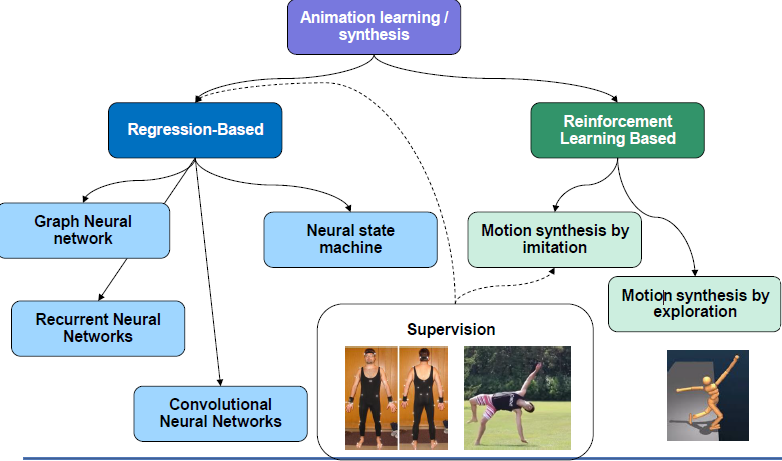 Animation learning /
synthesis
Regression-Based
Reinforcement
Learning Based
Graph Neural
network
Neural state
machine
Motion synthesis by
imitation
Motion synthesis by
exploration
Recurrent Neural
Networks
Supervision
Convolutional
Neural Networks